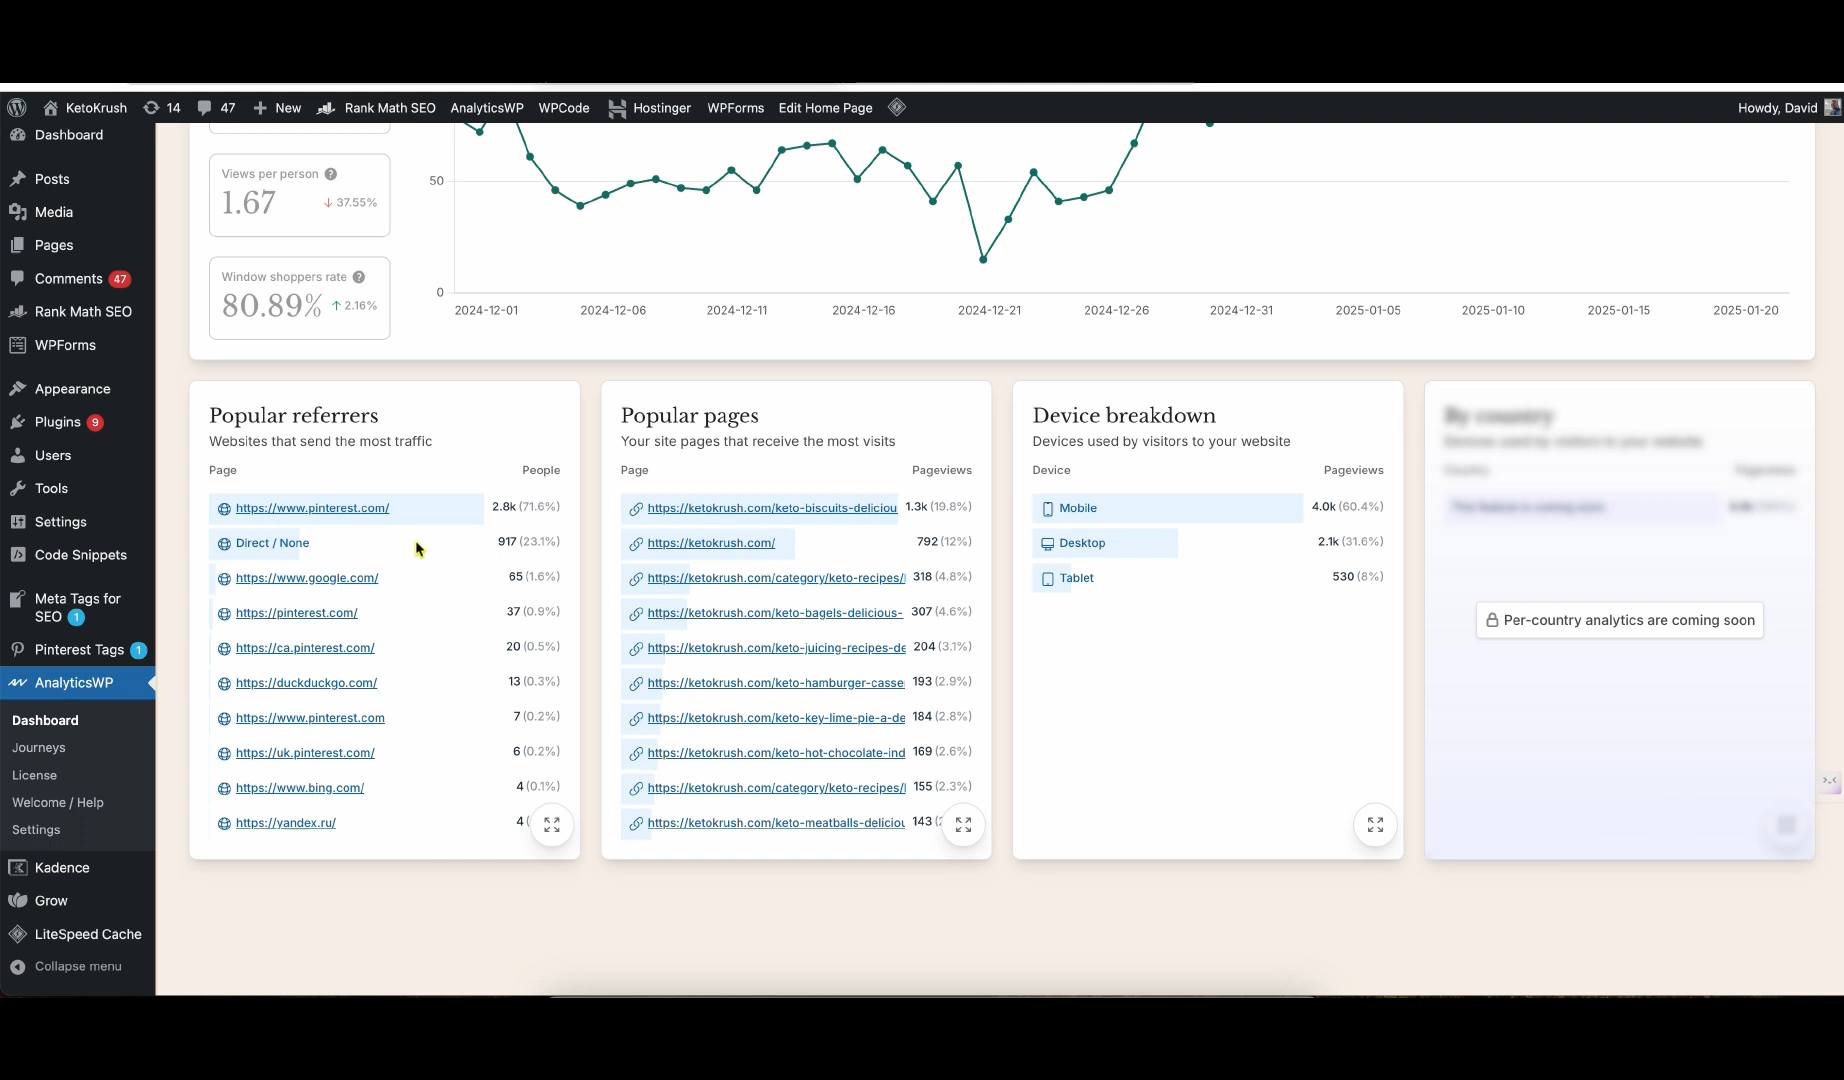 KetoKrush 14 47 New Rank Math SEO AnalyticsWP WPCode Hostinger WPForms Edit Home Page Howdy, David
Dashboard
Posts
Media
Pages
Comments 47
Rank Math SEO
WPForms
Appearance
Plugins 9
Users
Tools
Settings
Code Snippets
Meta Tags for
SEO 1
Pinterest Tags 1
AnalyticsWP
Dashboard
Journeys
License
Welcome / Help
Settings
Kadence
Grow
LiteSpeed Cache
Collapse menu
Views per person ?
1.67 ↓ 37.55%
Window shoppers rate ?
80.89% ↑ 2.16%
50
0
2024-12-01 2024-12-06 2024-12-11 2024-12-16 2024-12-21 2024-12-26 2024-12-31 2025-01-05 2025-01-10 2025-01-15 2025-01-20
Popular referrers
Websites that send the most traffic
Page People
https://www.pinterest.com/ 2.8k (71.6%)
Direct / None 917 (23.1%)
https://www.google.com/ 65 (1.6%)
https://pinterest.com/ 37 (0.9%)
https://ca.pinterest.com/ 20 (0.5%)
https://duckduckgo.com/ 13 (0.3%)
https://www.pinterest.com 7 (0.2%)
https://uk.pinterest.com/ 6 (0.2%)
https://www.bing.com/ 4 (0.1%)
https://yandex.ru/ 4 (
Popular pages
Your site pages that receive the most visits
Page Pageviews
https://ketokrush.com/keto-biscuits-deliciou 1.3k (19.8%)
https://ketokrush.com/ 792 (12%)
https://ketokrush.com/category/keto-recipes/ 318 (4.8%)
https://ketokrush.com/keto-bagels-delicious- 307 (4.6%)
https://ketokrush.com/keto-juicing-recipes-de 204 (3.1%)
https://ketokrush.com/keto-hamburger-casse 193 (2.9%)
https://ketokrush.com/keto-key-lime-pie-a-de 184 (2.8%)
https://ketokrush.com/keto-hot-chocolate-ind 169 (2.6%)
https://ketokrush.com/category/keto-recipes/ 155 (2.3%)
https://ketokrush.com/keto-meatballs-deliciou 143 (
Device breakdown
Devices used by visitors to your website
Device Pageviews
Mobile 4.0k (60.4%)
Desktop 2.1k (31.6%)
Tablet 530 (8%)
By country
Devices used by visitors to your website
Country Pageviews
This feature is coming soon
Per-country analytics are coming soon